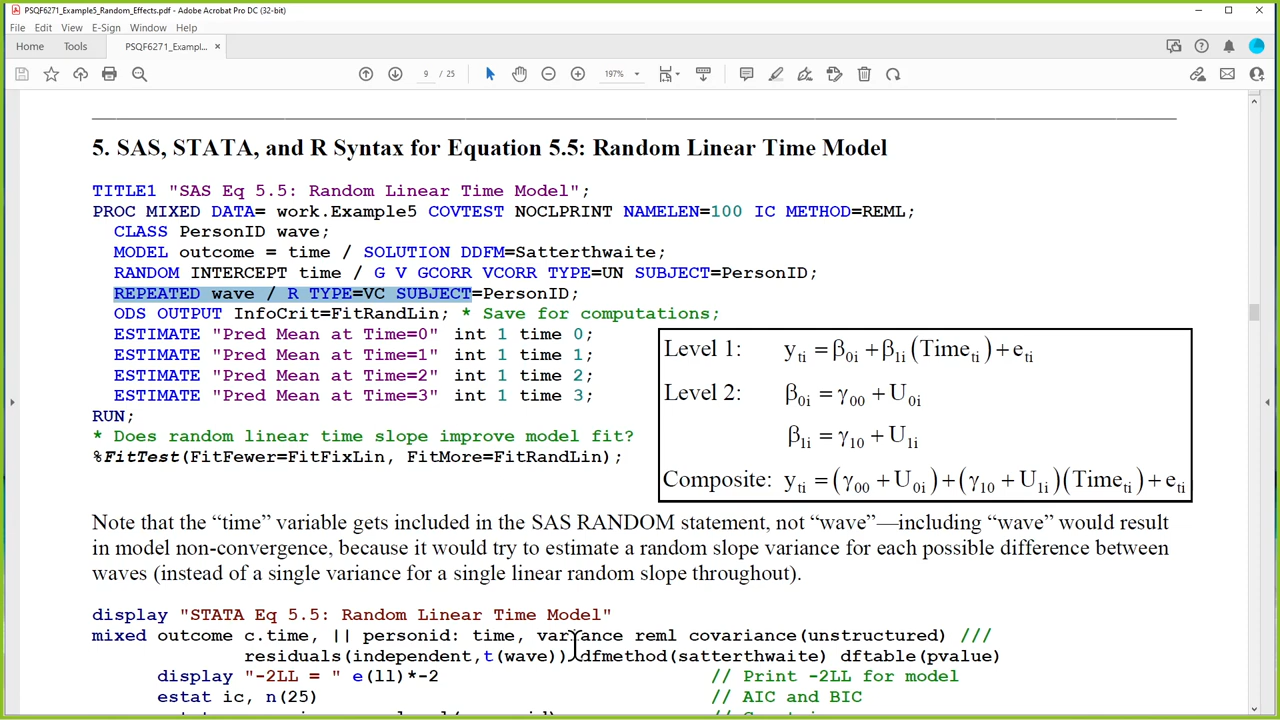 PSQF6271_Example5_Random_Effects.pdf - Adobe Acrobat Pro DC (32-bit)
File Edit View E-Sign Window Help
Home Tools PSQF6271_Exampl... ×
9 / 25 197%
5. SAS, STATA, and R Syntax for Equation 5.5: Random Linear Time Model
TITLE1 "SAS Eq 5.5: Random Linear Time Model";
PROC MIXED DATA= work.Example5 COVTEST NOCLPRINT NAMELEN=100 IC METHOD=REML;
CLASS PersonID wave;
MODEL outcome = time / SOLUTION DDFM=Satterthwaite;
RANDOM INTERCEPT time / G V GCORR VCORR TYPE=UN SUBJECT=PersonID;
REPEATED wave / R TYPE=VC SUBJECT=PersonID;
ODS OUTPUT InfoCrit=FitRandLin; * Save for computations;
ESTIMATE "Pred Mean at Time=0" int 1 time 0;
ESTIMATE "Pred Mean at Time=1" int 1 time 1;
ESTIMATE "Pred Mean at Time=2" int 1 time 2;
ESTIMATE "Pred Mean at Time=3" int 1 time 3;
RUN;
* Does random linear time slope improve model fit?
%FitTest(FitFewer=FitFixLin, FitMore=FitRandLin);
Level 1: y_ti = β_0i + β_1i (Time_ti) + e_ti
Level 2: β_0i = γ_00 + U_0i
β_1i = γ_10 + U_1i
Composite: y_ti = (γ_00 + U_0i) + (γ_10 + U_1i)(Time_ti) + e_ti
Note that the “time” variable gets included in the SAS RANDOM statement, not “wave”—including “wave” would result
in model non-convergence, because it would try to estimate a random slope variance for each possible difference between
waves (instead of a single variance for a single linear random slope throughout).
display "STATA Eq 5.5: Random Linear Time Model"
mixed outcome c.time, || personid: time, variance reml covariance(unstructured) ///
residuals(independent,t(wave)) dfmethod(satterthwaite) dftable(pvalue)
display "-2LL = " e(ll)*-2 // Print -2LL for model
estat ic, n(25) // AIC and BIC